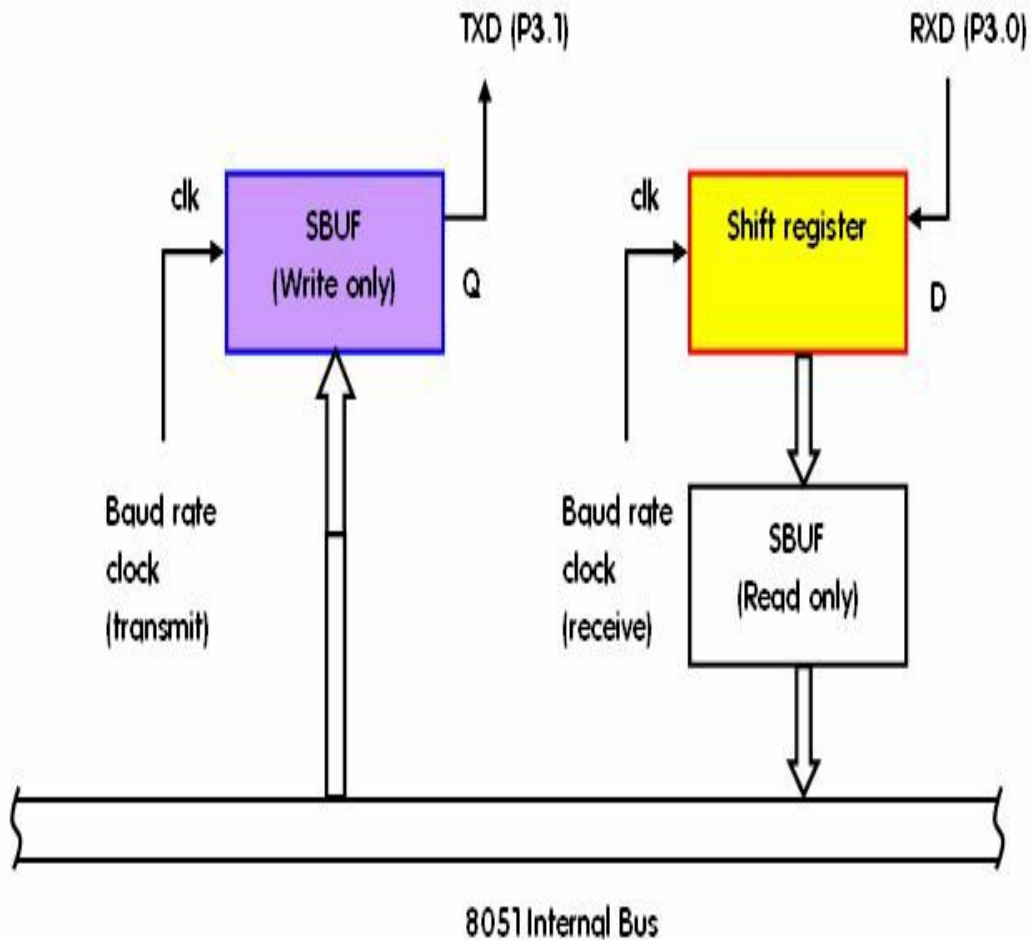 TXD (P3.1)
RXD (P3.0)
clk
SBUF
(Write only)
Q
clk
Shift register
D
Baud rate
clock
(transmit)
Baud rate
clock
(receive)
SBUF
(Read only)
8051 Internal Bus